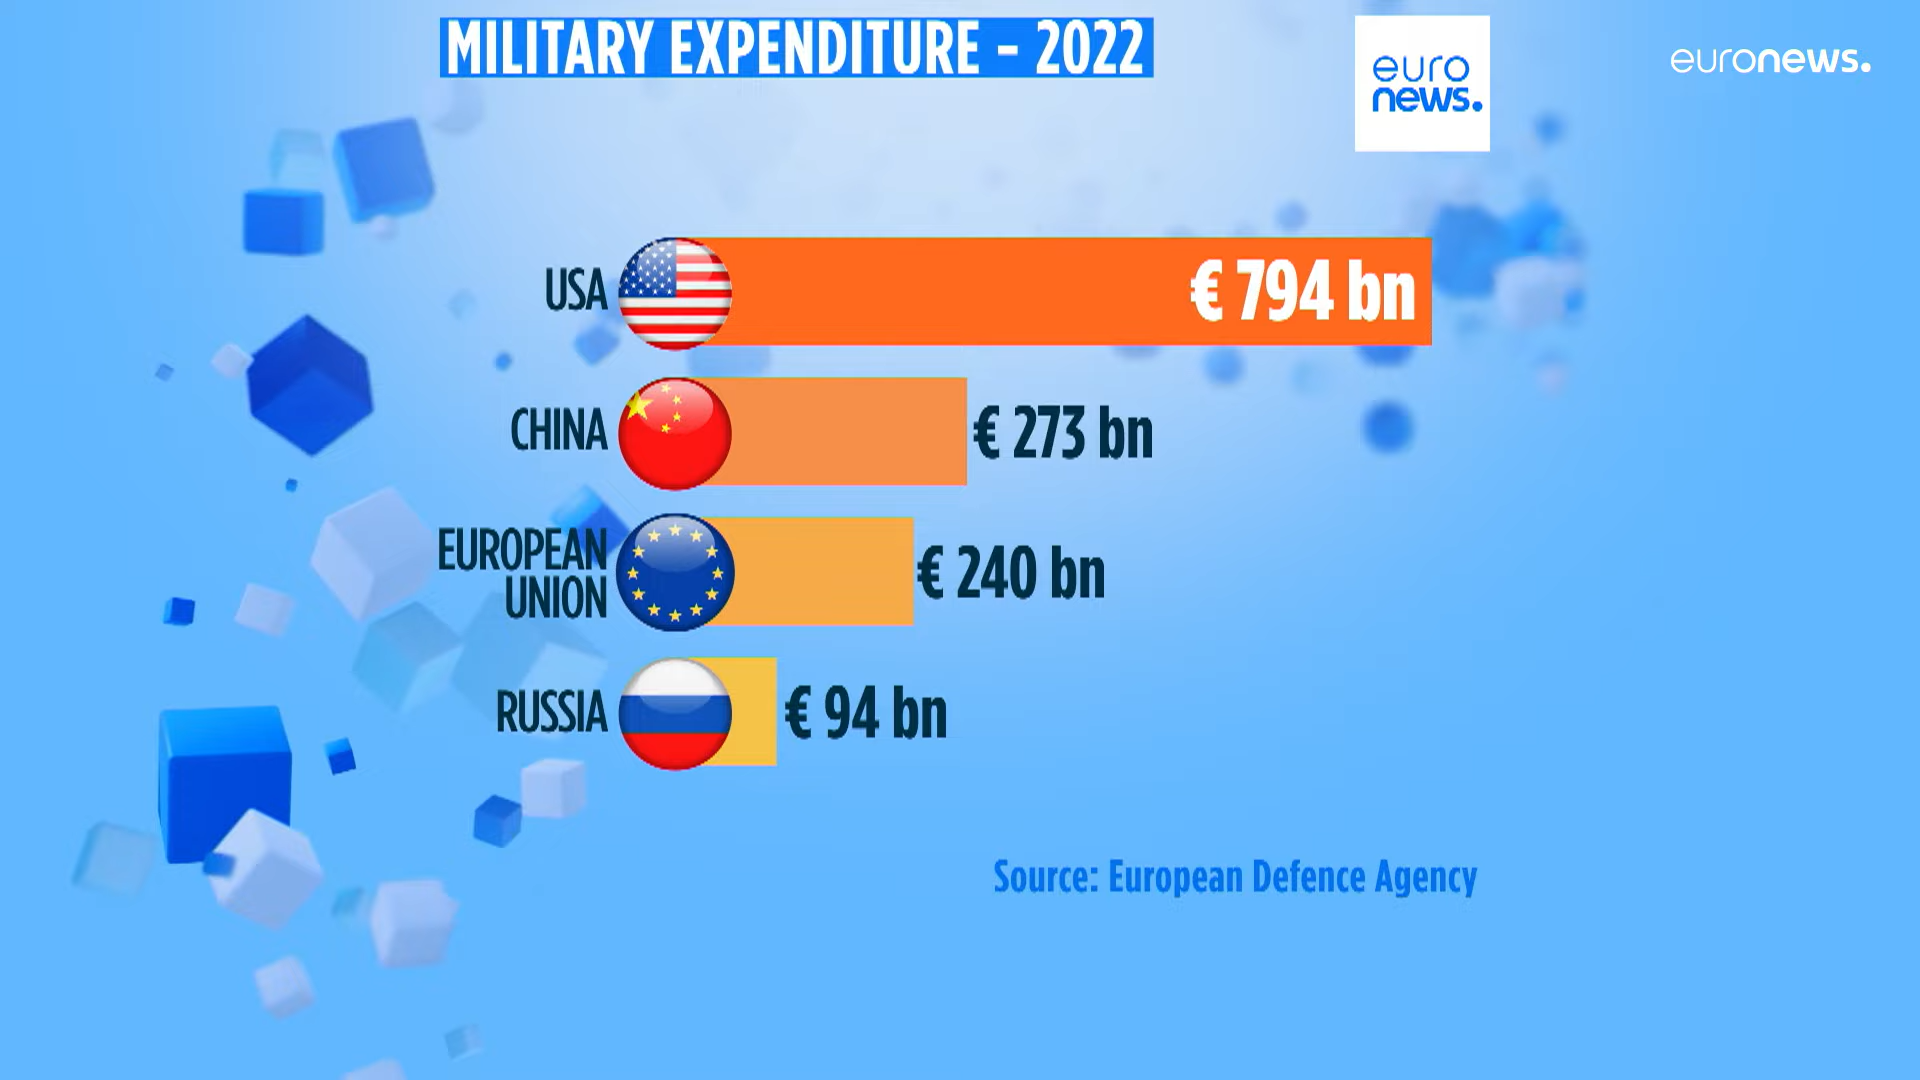 MILITARY EXPENDITURE - 2022
euro
news.
euronews.
USA
€ 794 bn
CHINA
€ 273 bn
EUROPEAN
UNION
€ 240 bn
RUSSIA
€ 94 bn
Source: European Defence Agency